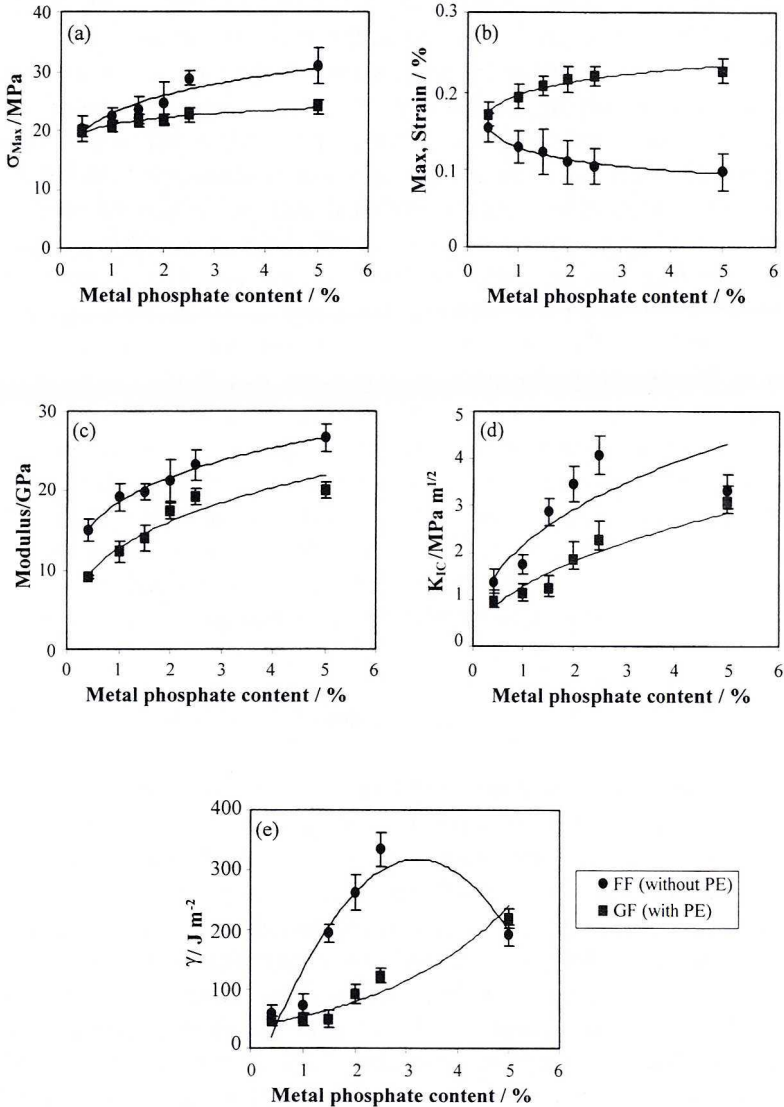 (a)
σMax/MPa
40
30
20
10
0
0 1 2 3 4 5 6
Metal phosphate content / %
(b)
Max, Strain / %
0.3
0.2
0.1
0
0 1 2 3 4 5 6
Metal phosphate content / %
(c)
Modulus/GPa
30
20
10
0
0 1 2 3 4 5 6
Metal phosphate content / %
(d)
KIC/MPa m1/2
5
4
3
2
1
0
0 1 2 3 4 5 6
Metal phosphate content / %
(e)
γ/ J m-2
400
300
200
100
0
0 1 2 3 4 5 6
Metal phosphate content / %
FF (without PE)
GF (with PE)